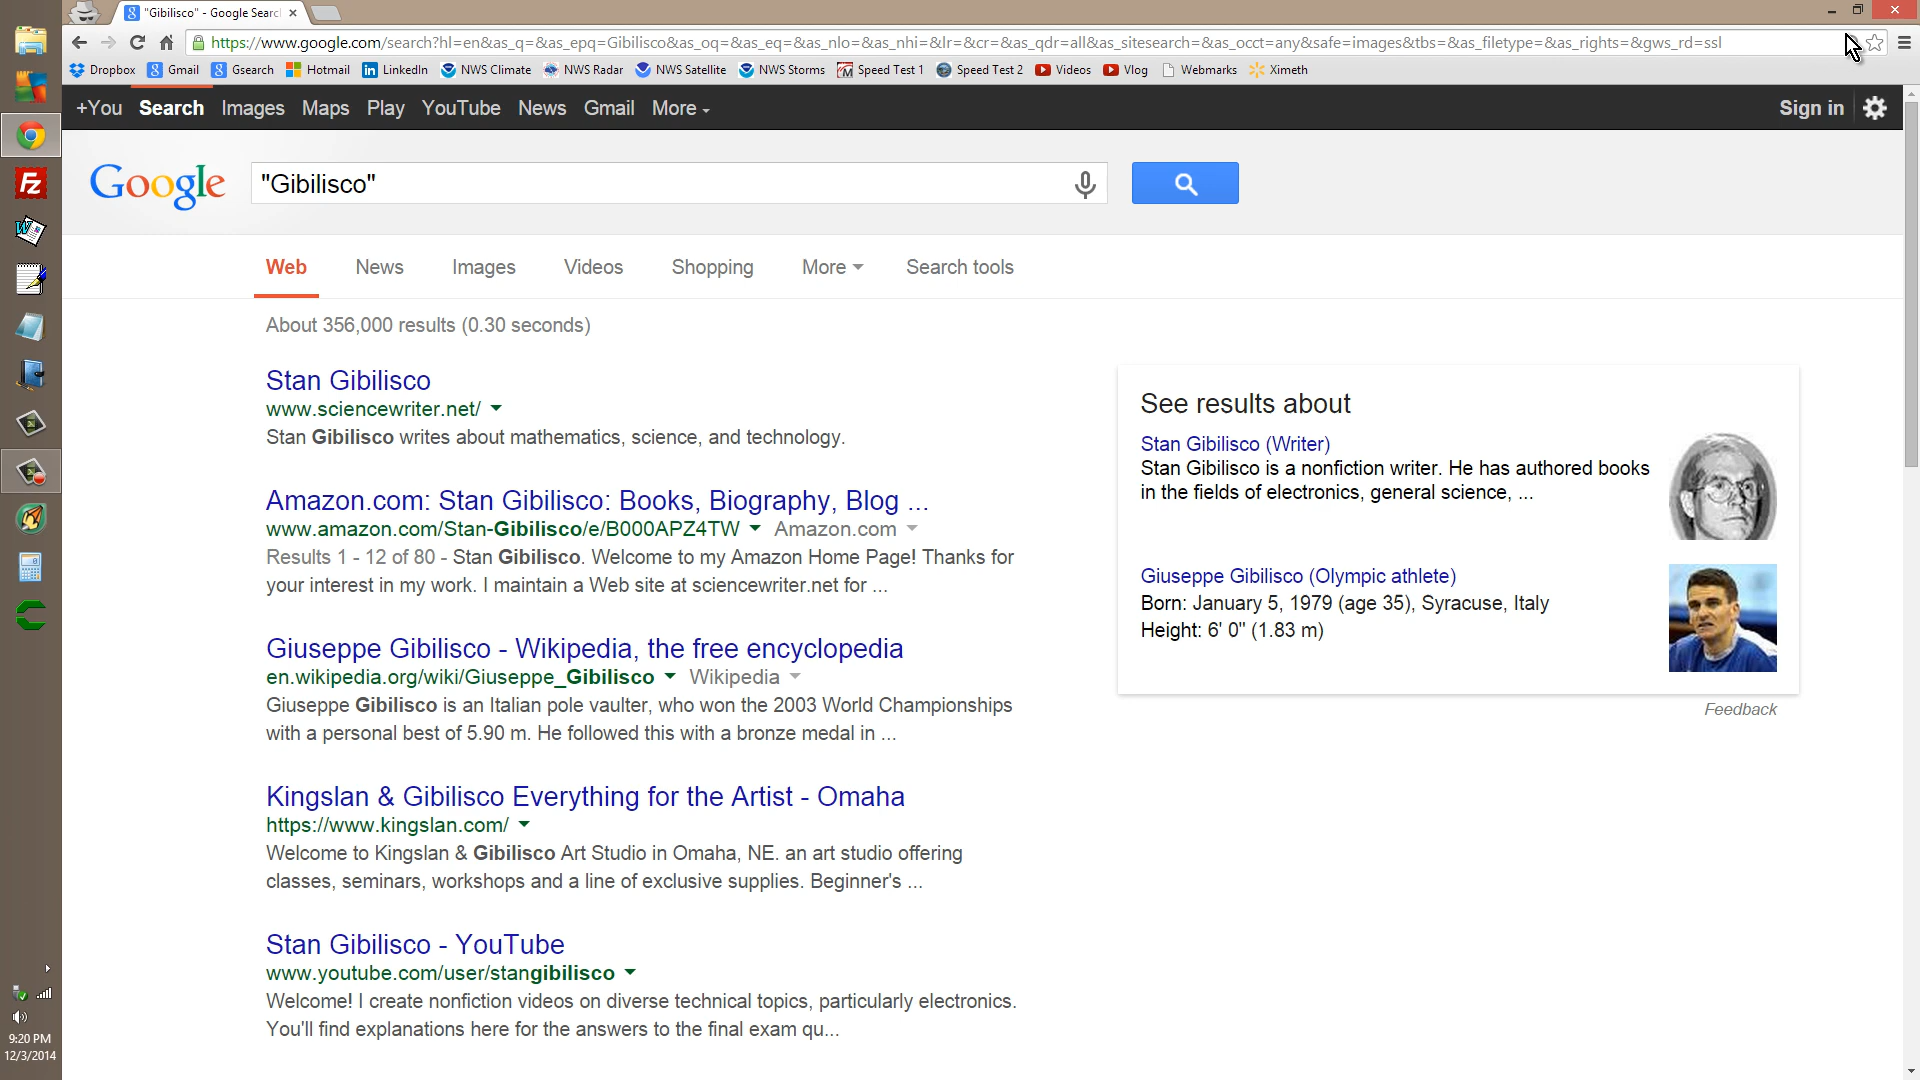 "Gibilisco" - Google Searc
https://www.google.com/search?hl=en&as_q=&as_epq=Gibilisco&as_oq=&as_eq=&as_nlo=&as_nhi=&lr=&cr=&as_qdr=all&as_sitesearch=&as_occt=any&safe=images&tbs=&as_filetype=&as_rights=&gws_rd=ssl
Dropbox Gmail Gsearch Hotmail LinkedIn NWS Climate NWS Radar NWS Satellite NWS Storms Speed Test 1 Speed Test 2 Videos Vlog Webmarks Ximeth
+You Search Images Maps Play YouTube News Gmail More Sign in
Google "Gibilisco"
Web News Images Videos Shopping More Search tools
About 356,000 results (0.30 seconds)
Stan Gibilisco
www.sciencewriter.net/
Stan Gibilisco writes about mathematics, science, and technology.
Amazon.com: Stan Gibilisco: Books, Biography, Blog ...
www.amazon.com/Stan-Gibilisco/e/B000APZ4TW Amazon.com
Results 1 - 12 of 80 - Stan Gibilisco. Welcome to my Amazon Home Page! Thanks for
your interest in my work. I maintain a Web site at sciencewriter.net for ...
Giuseppe Gibilisco - Wikipedia, the free encyclopedia
en.wikipedia.org/wiki/Giuseppe_Gibilisco Wikipedia
Giuseppe Gibilisco is an Italian pole vaulter, who won the 2003 World Championships
with a personal best of 5.90 m. He followed this with a bronze medal in ...
Kingslan & Gibilisco Everything for the Artist - Omaha
https://www.kingslan.com/
Welcome to Kingslan & Gibilisco Art Studio in Omaha, NE. an art studio offering
classes, seminars, workshops and a line of exclusive supplies. Beginner's ...
Stan Gibilisco - YouTube
www.youtube.com/user/stangibilisco
Welcome! I create nonfiction videos on diverse technical topics, particularly electronics.
You'll find explanations here for the answers to the final exam qu...
See results about
Stan Gibilisco (Writer)
Stan Gibilisco is a nonfiction writer. He has authored books
in the fields of electronics, general science, ...
Giuseppe Gibilisco (Olympic athlete)
Born: January 5, 1979 (age 35), Syracuse, Italy
Height: 6' 0" (1.83 m)
Feedback
Fz
9:20 PM
12/3/2014